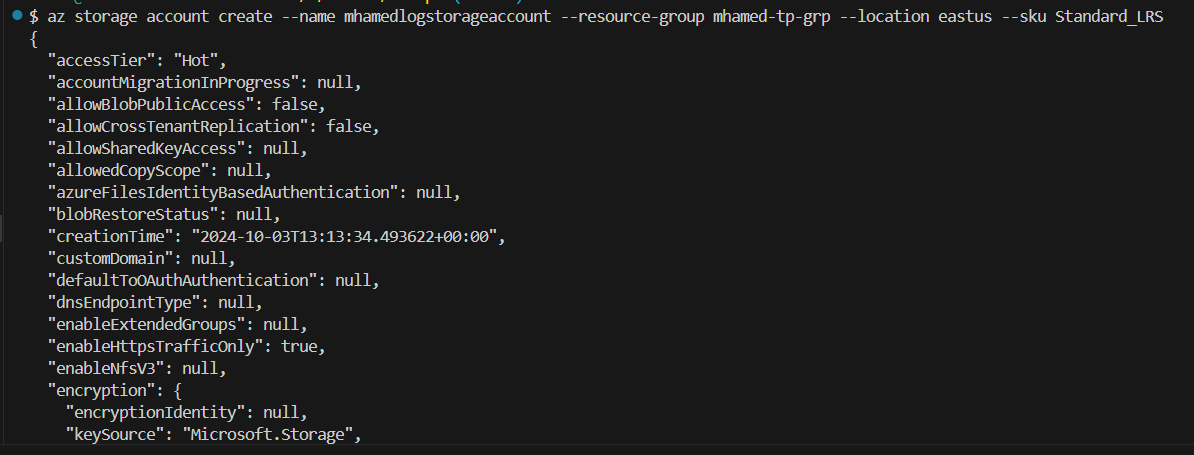 $ az storage account create --name mhamedlogstorageaccount --resource-group mhamed-tp-grp --location eastus --sku Standard_LRS
{
  "accessTier": "Hot",
  "accountMigrationInProgress": null,
  "allowBlobPublicAccess": false,
  "allowCrossTenantReplication": false,
  "allowSharedKeyAccess": null,
  "allowedCopyScope": null,
  "azureFilesIdentityBasedAuthentication": null,
  "blobRestoreStatus": null,
  "creationTime": "2024-10-03T13:13:34.493622+00:00",
  "customDomain": null,
  "defaultToOAuthAuthentication": null,
  "dnsEndpointType": null,
  "enableExtendedGroups": null,
  "enableHttpsTrafficOnly": true,
  "enableNfsV3": null,
  "encryption": {
    "encryptionIdentity": null,
    "keySource": "Microsoft.Storage",